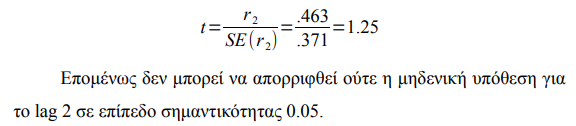 t = r₂ / SE(r₂) = .463 / .371 = 1.25
Επομένως δεν μπορεί να απορριφθεί ούτε η μηδενική υπόθεση για
το lag 2 σε επίπεδο σημαντικότητας 0.05.